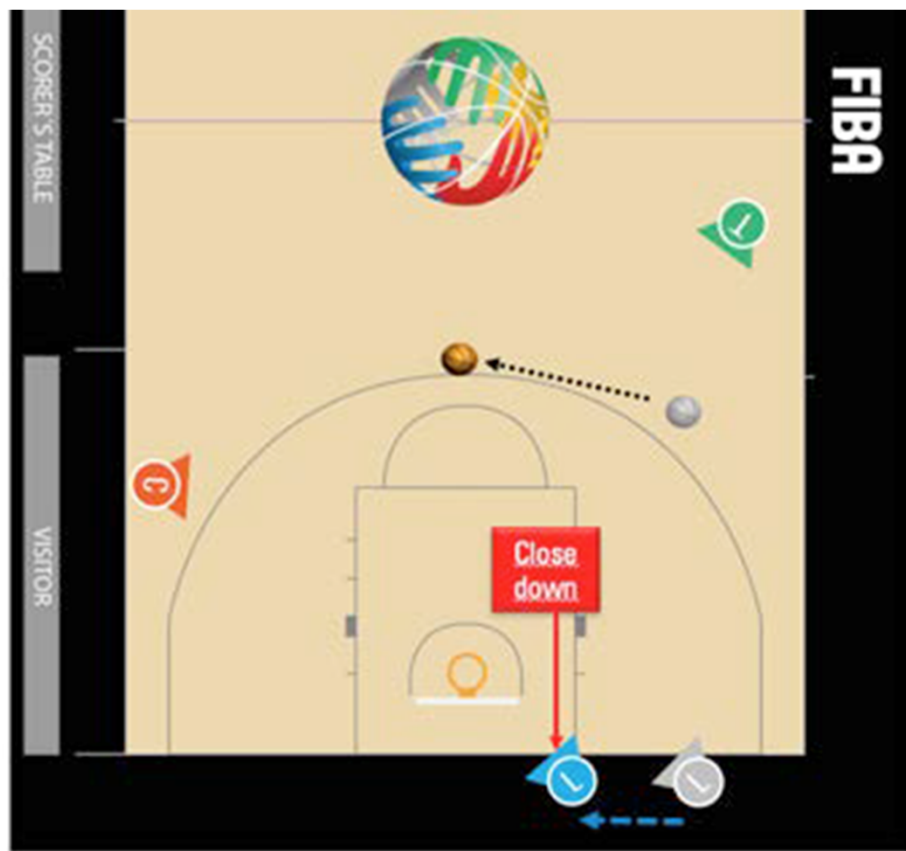 SCORER'S TABLE
FIBA
T
C
VISITOR
Close
down
L
L